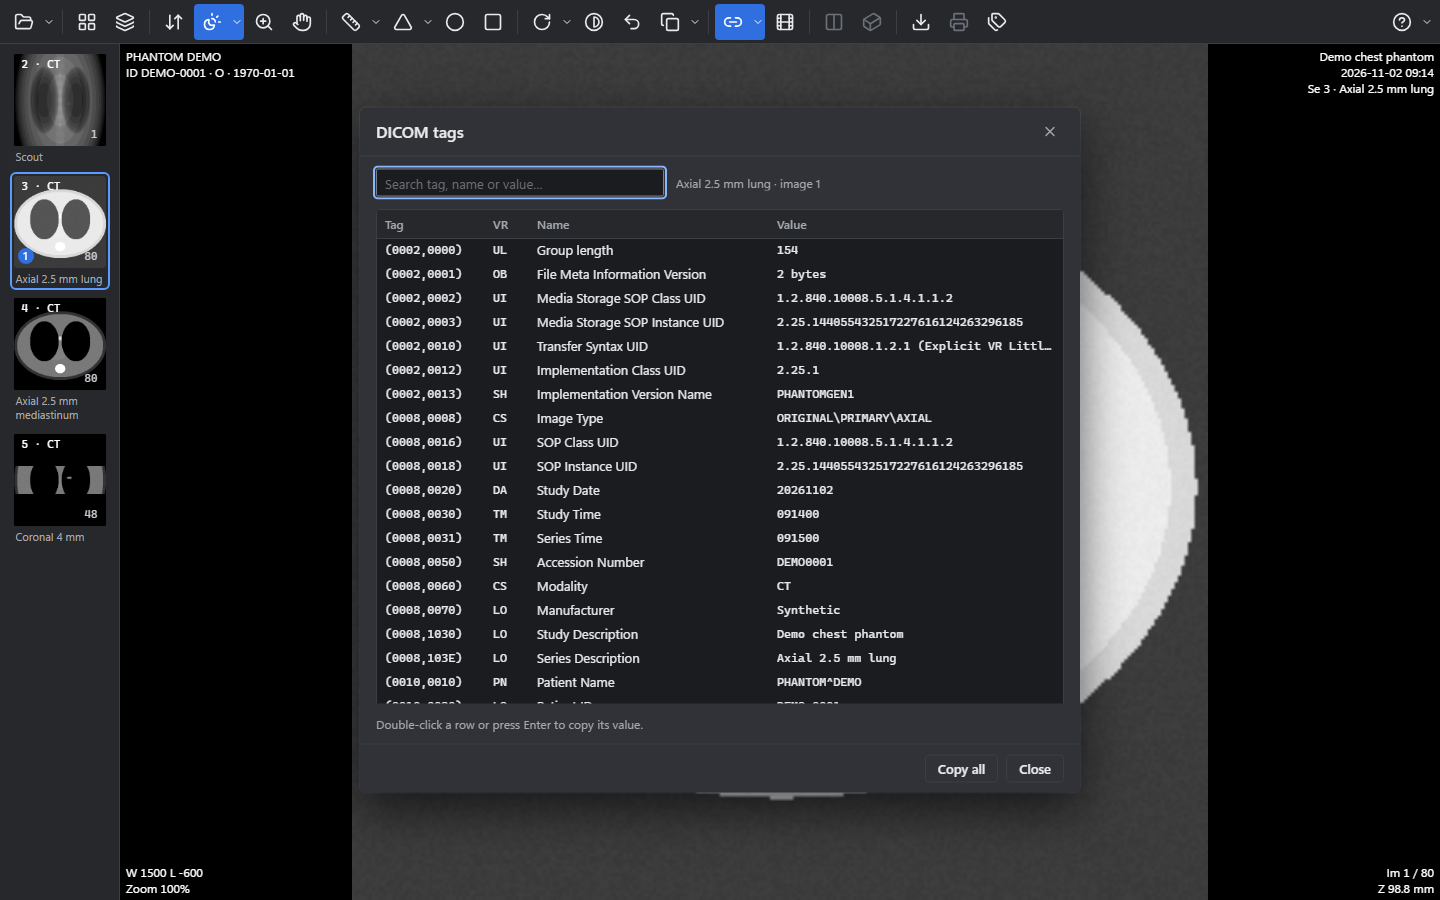 PHANTOM DEMO
ID DEMO-0001 · O · 1970-01-01
Demo chest phantom
2026-11-02 09:14
Se 3 · Axial 2.5 mm lung
2 · CT
1
Scout
3 · CT
1
80
Axial 2.5 mm lung
4 · CT
80
Axial 2.5 mm
mediastinum
5 · CT
48
Coronal 4 mm
DICOM tags
Search tag, name or value...
Axial 2.5 mm lung · image 1
Tag VR Name Value
(0002,0000) UL Group length 154
(0002,0001) OB File Meta Information Version 2 bytes
(0002,0002) UI Media Storage SOP Class UID 1.2.840.10008.5.1.4.1.1.2
(0002,0003) UI Media Storage SOP Instance UID 2.25.144055432517227616124263296185
(0002,0010) UI Transfer Syntax UID 1.2.840.10008.1.2.1 (Explicit VR Littl…
(0002,0012) UI Implementation Class UID 2.25.1
(0002,0013) SH Implementation Version Name PHANTOMGEN1
(0008,0008) CS Image Type ORIGINAL\PRIMARY\AXIAL
(0008,0016) UI SOP Class UID 1.2.840.10008.5.1.4.1.1.2
(0008,0018) UI SOP Instance UID 2.25.144055432517227616124263296185
(0008,0020) DA Study Date 20261102
(0008,0030) TM Study Time 091400
(0008,0031) TM Series Time 091500
(0008,0050) SH Accession Number DEMO0001
(0008,0060) CS Modality CT
(0008,0070) LO Manufacturer Synthetic
(0008,1030) LO Study Description Demo chest phantom
(0008,103E) LO Series Description Axial 2.5 mm lung
(0010,0010) PN Patient Name PHANTOM^DEMO
Double-click a row or press Enter to copy its value.
Copy all
Close
W 1500 L -600
Zoom 100%
Im 1 / 80
Z 98.8 mm